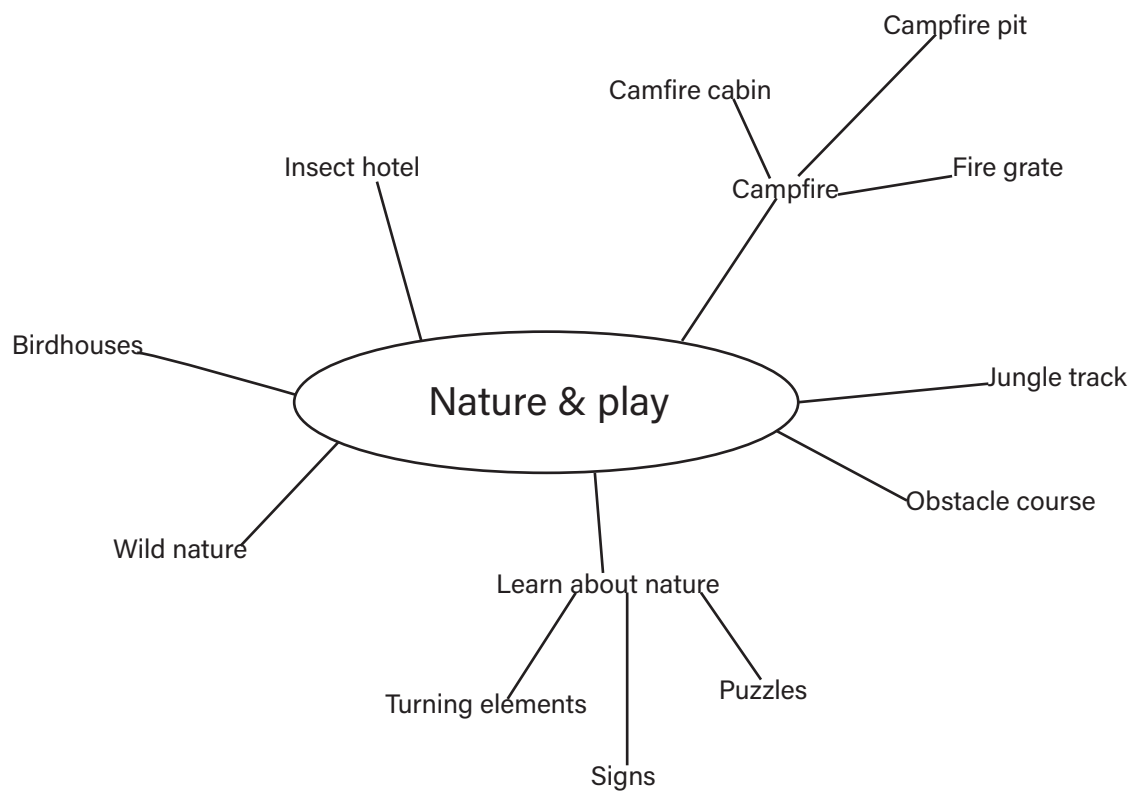 Campfire pit
Camfire cabin
Insect hotel
Fire grate
Campfire
Birdhouses
Jungle track
Nature & play
Obstacle course
Wild nature
Learn about nature
Puzzles
Turning elements
Signs